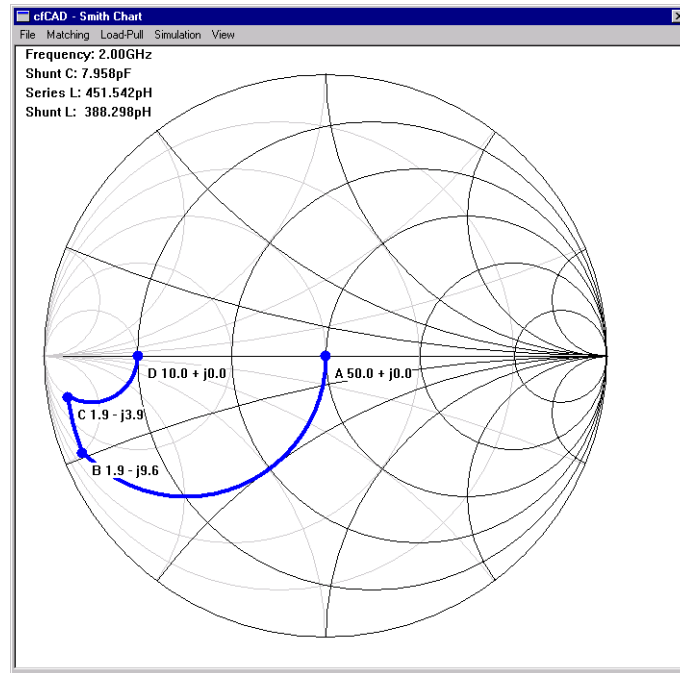 cfCAD - Smith Chart
File Matching Load-Pull Simulation View
Frequency: 2.00GHz
Shunt C: 7.958pF
Series L: 451.542pH
Shunt L: 388.298pH
D 10.0 + j0.0
A 50.0 + j0.0
C 1.9 - j3.9
B 1.9 - j9.6